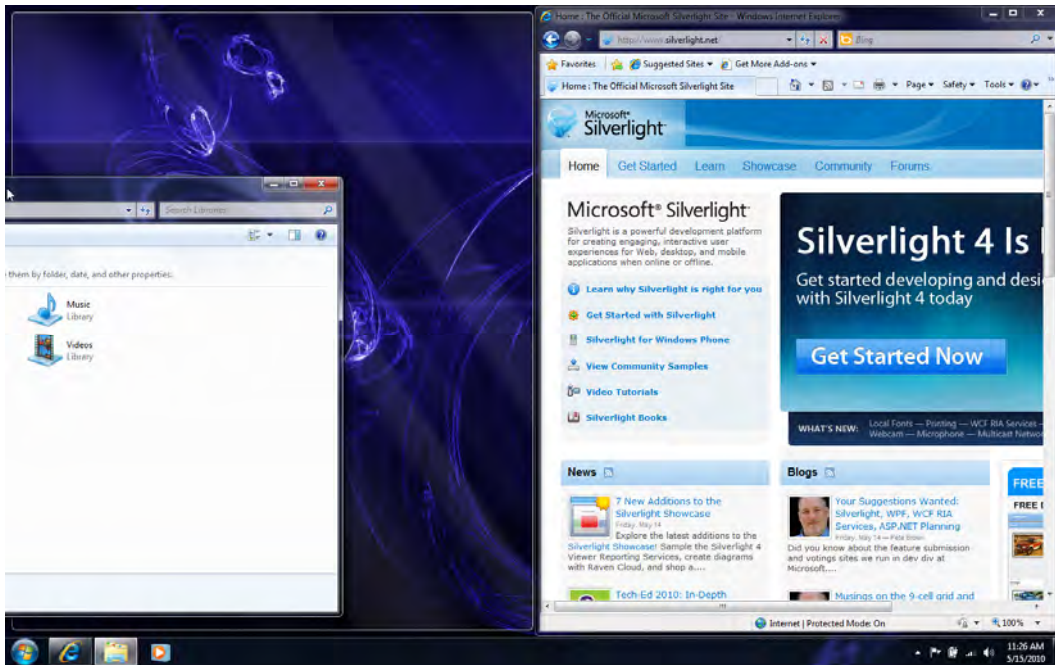 Search Libraries
e them by folder, date, and other properties.
Music
Library
Videos
Library
Home : The Official Microsoft Silverlight Site - Windows Internet Explorer
http://www.silverlight.net/
Bing
Favorites
Suggested Sites
Get More Add-ons
Home : The Official Microsoft Silverlight Site
Page
Safety
Tools
Microsoft®
Silverlight
Home
Get Started
Learn
Showcase
Community
Forums
Microsoft® Silverlight
Silverlight is a powerful development platform
for creating engaging, interactive user
experiences for Web, desktop, and mobile
applications when online or offline.
Learn why Silverlight is right for you
Get Started with Silverlight
Silverlight for Windows Phone
View Community Samples
Video Tutorials
Silverlight Books
Silverlight 4 Is
Get started developing and desi
with Silverlight 4 today
Get Started Now
WHAT'S NEW:
Local Fonts — Printing — WCF RIA Services —
Webcam — Microphone — Multicast Networ
News
7 New Additions to the
Silverlight Showcase
Friday, May 14
Explore the latest additions to the
Silverlight Showcase! Sample the Silverlight 4
Viewer Reporting Services, create diagrams
with Raven Cloud, and shop a....
Tech·Ed 2010: In-Depth
Blogs
Your Suggestions Wanted:
Silverlight, WPF, WCF RIA
Services, ASP.NET Planning
Friday, May 14 — Pete Brown
Did you know about the feature submission
and votings sites we run in dev div at
Microsoft....
Musings on the 9-cell grid and
FREE
FREE
Internet | Protected Mode: On
100%
11:26 AM
5/15/2010